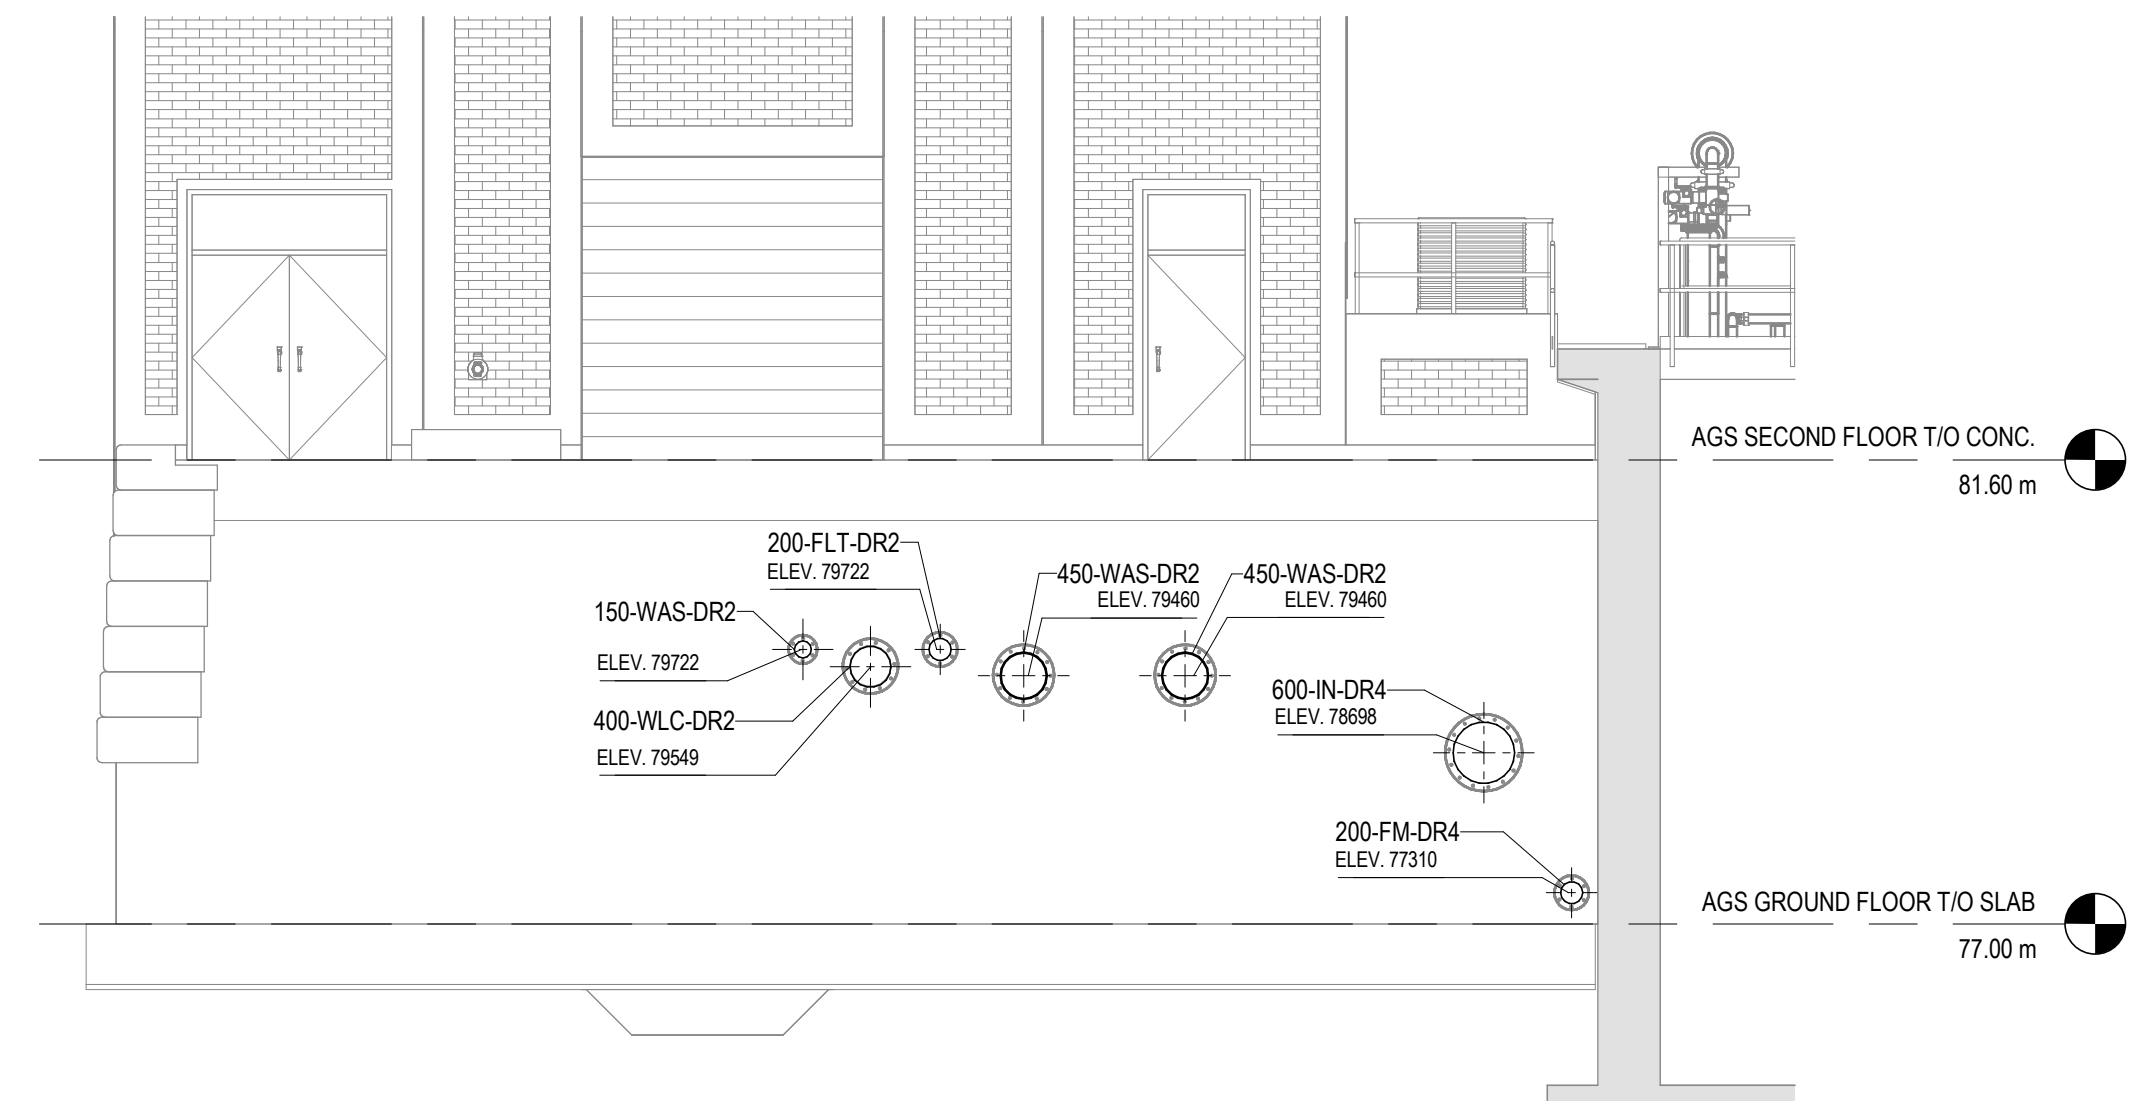 AGS SECOND FLOOR T/O CONC.
81.60 m
200-FLT-DR2
ELEV. 79722
450-WAS-DR2
ELEV. 79460
450-WAS-DR2
ELEV. 79460
150-WAS-DR2
ELEV. 79722
400-WLC-DR2
ELEV. 79549
600-IN-DR4
ELEV. 78698
200-FM-DR4
ELEV. 77310
AGS GROUND FLOOR T/O SLAB
77.00 m